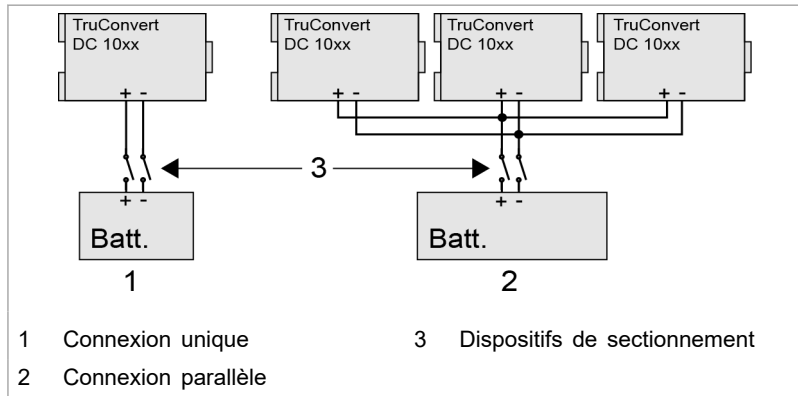 TruConvert
DC 10xx
+ -
TruConvert
DC 10xx
+ -
TruConvert
DC 10xx
+ -
TruConvert
DC 10xx
+ -
3
+ -
Batt.
1
+ -
Batt.
2
1 Connexion unique
2 Connexion parallèle
3 Dispositifs de sectionnement